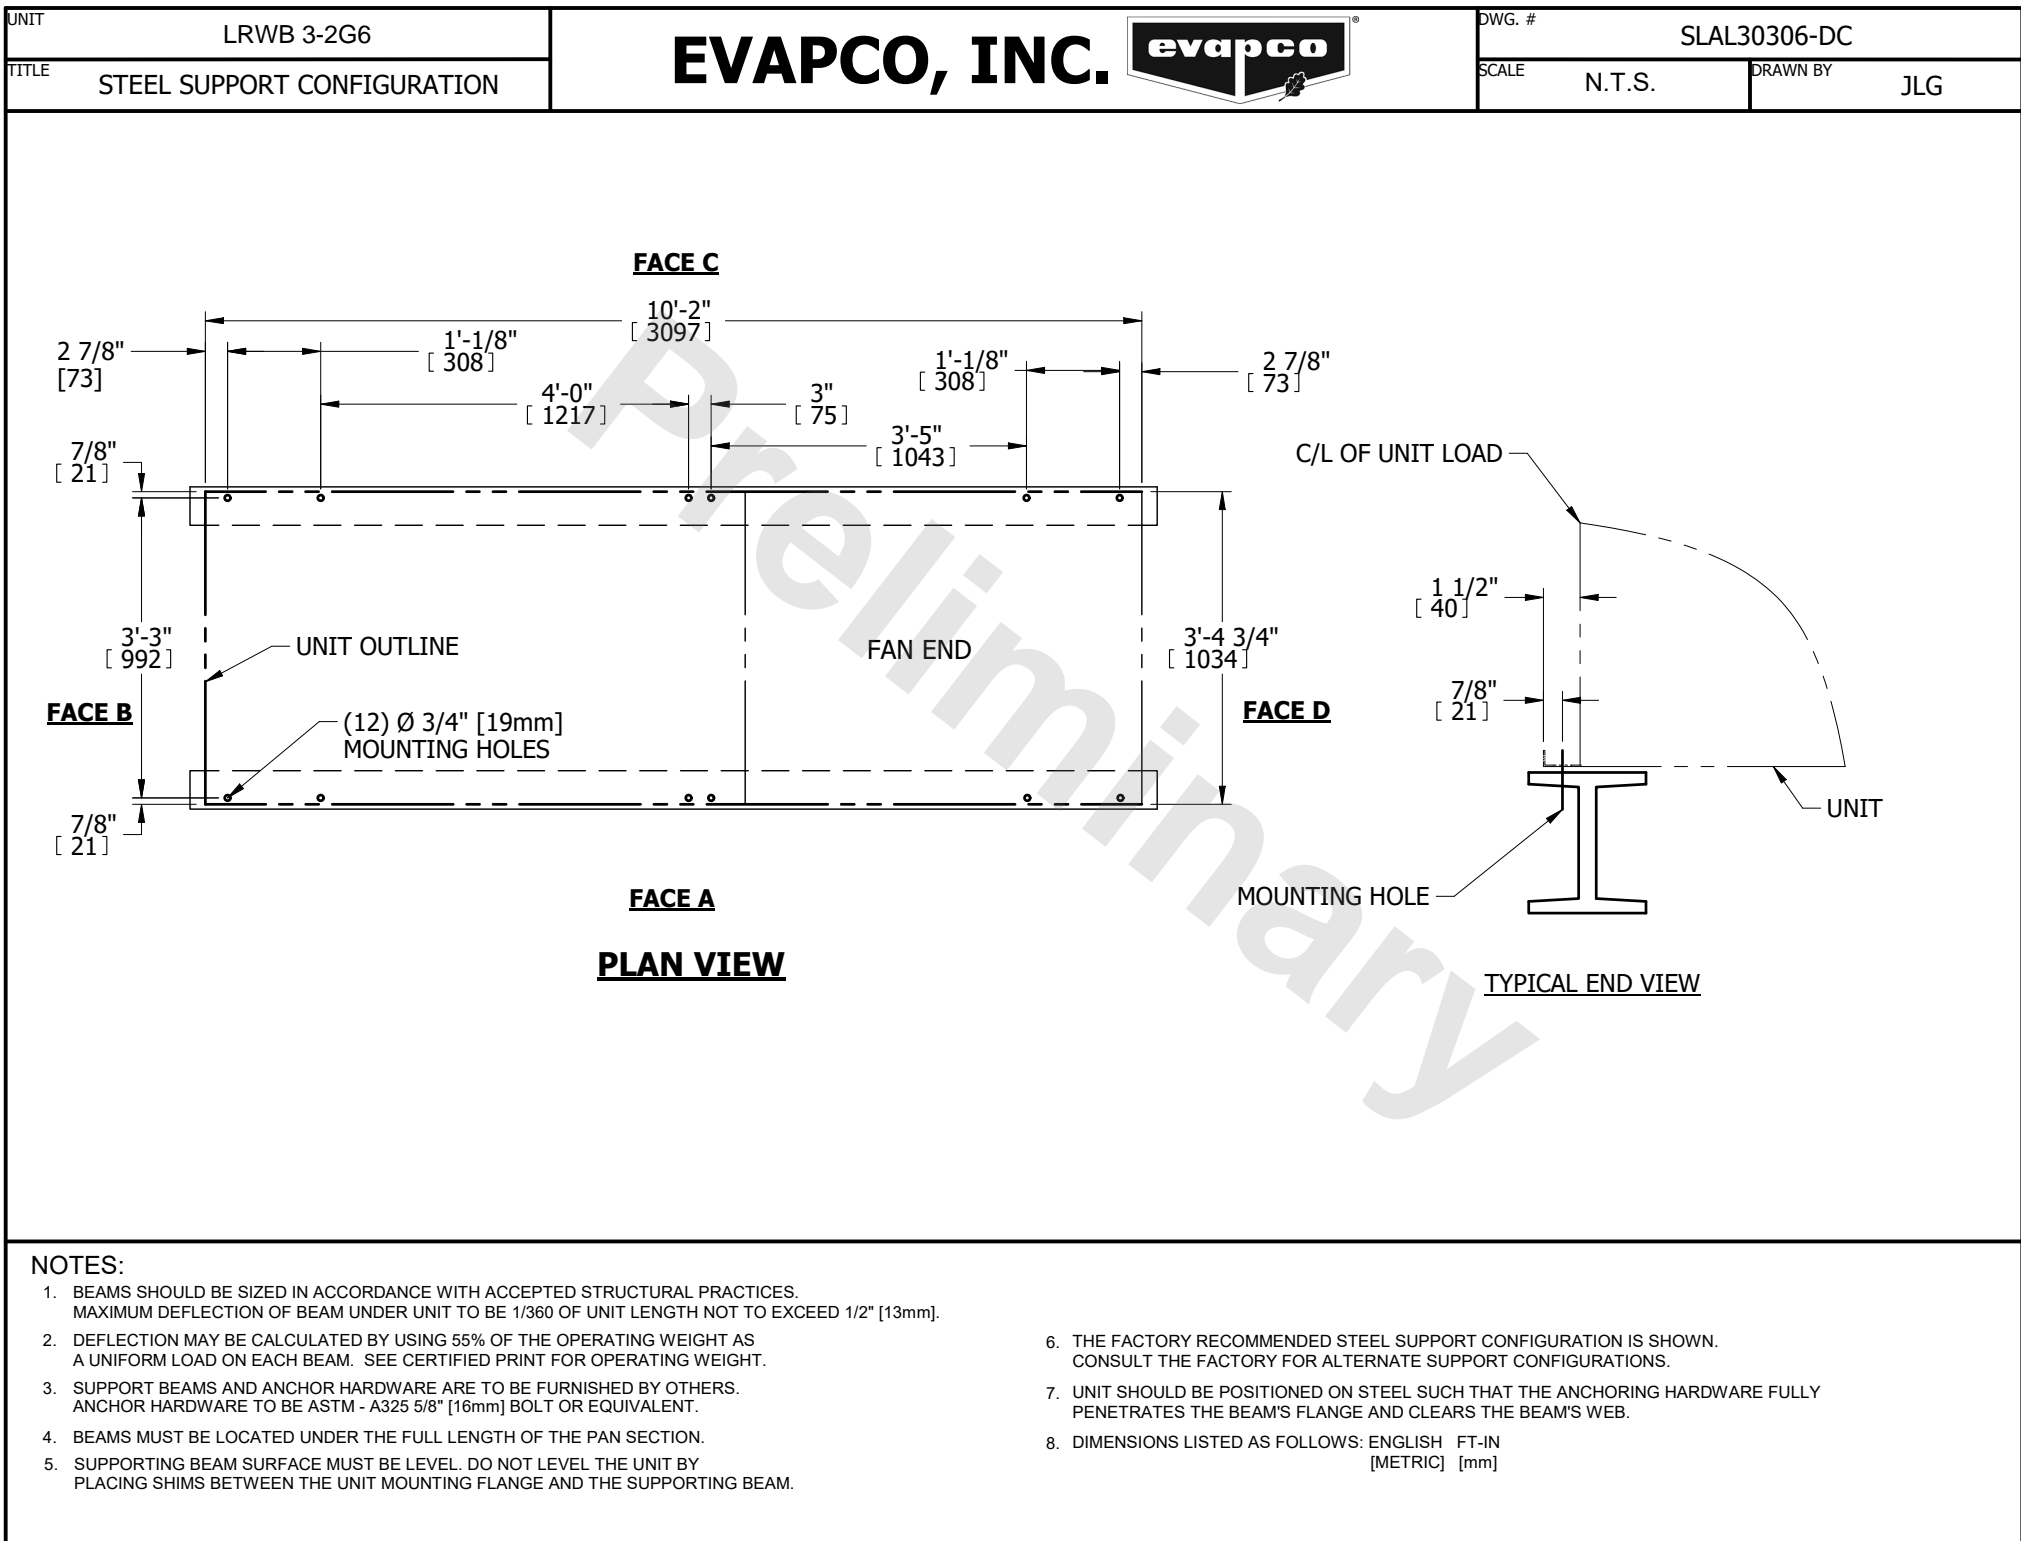 UNIT
LRWB 3-2G6
TITLE
STEEL SUPPORT CONFIGURATION
EVAPCO, INC.
evapco
®
DWG. #
SLAL30306-DC
SCALE
N.T.S.
DRAWN BY
JLG
FACE C
10'-2"
[ 3097]
2 7/8"
[73]
1'-1/8"
[ 308]
1'-1/8"
[ 308]
2 7/8"
[ 73]
4'-0"
[ 1217]
3"
[ 75]
3'-5"
[ 1043]
7/8"
[ 21]
C/L OF UNIT LOAD
1 1/2"
[ 40]
3'-3"
[ 992]
UNIT OUTLINE
FAN END
3'-4 3/4"
[ 1034]
7/8"
[ 21]
FACE B
FACE D
(12) Ø 3/4" [19mm]
MOUNTING HOLES
7/8"
[ 21]
UNIT
MOUNTING HOLE
FACE A
PLAN VIEW
TYPICAL END VIEW
Preliminary
NOTES:
1. BEAMS SHOULD BE SIZED IN ACCORDANCE WITH ACCEPTED STRUCTURAL PRACTICES.
MAXIMUM DEFLECTION OF BEAM UNDER UNIT TO BE 1/360 OF UNIT LENGTH NOT TO EXCEED 1/2" [13mm].
2. DEFLECTION MAY BE CALCULATED BY USING 55% OF THE OPERATING WEIGHT AS
A UNIFORM LOAD ON EACH BEAM. SEE CERTIFIED PRINT FOR OPERATING WEIGHT.
3. SUPPORT BEAMS AND ANCHOR HARDWARE ARE TO BE FURNISHED BY OTHERS.
ANCHOR HARDWARE TO BE ASTM - A325 5/8" [16mm] BOLT OR EQUIVALENT.
4. BEAMS MUST BE LOCATED UNDER THE FULL LENGTH OF THE PAN SECTION.
5. SUPPORTING BEAM SURFACE MUST BE LEVEL. DO NOT LEVEL THE UNIT BY
PLACING SHIMS BETWEEN THE UNIT MOUNTING FLANGE AND THE SUPPORTING BEAM.
6. THE FACTORY RECOMMENDED STEEL SUPPORT CONFIGURATION IS SHOWN.
CONSULT THE FACTORY FOR ALTERNATE SUPPORT CONFIGURATIONS.
7. UNIT SHOULD BE POSITIONED ON STEEL SUCH THAT THE ANCHORING HARDWARE FULLY
PENETRATES THE BEAM'S FLANGE AND CLEARS THE BEAM'S WEB.
8. DIMENSIONS LISTED AS FOLLOWS: ENGLISH FT-IN
[METRIC] [mm]